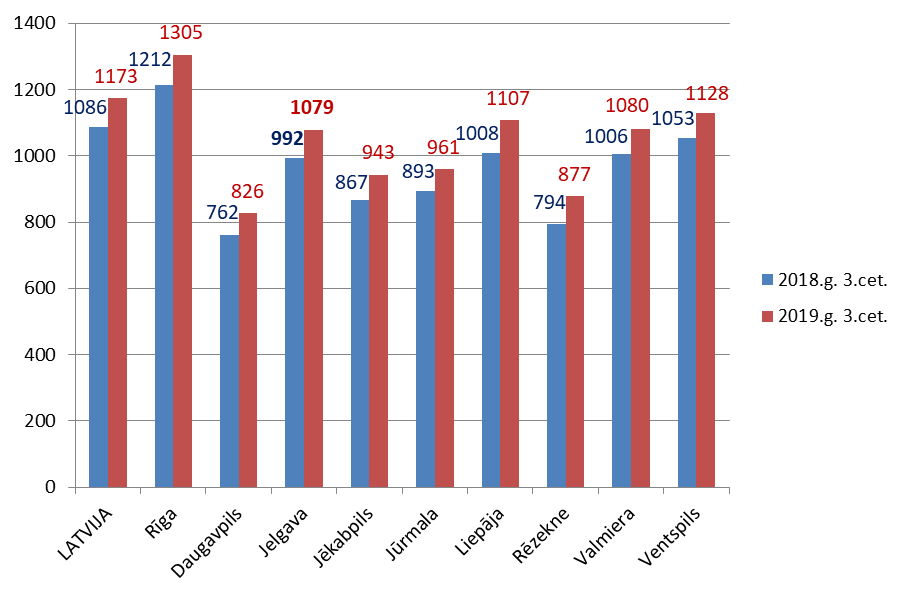 1400
1200
1000
800
600
400
200
0
1086
1173
1212
1305
762
826
992
1079
867
943
893
961
1008
1107
794
877
1006
1080
1053
1128
LATVIJA
Rīga
Daugavpils
Jelgava
Jēkabpils
Jūrmala
Liepāja
Rēzekne
Valmiera
Ventspils
2018.g. 3.cet.
2019.g. 3.cet.